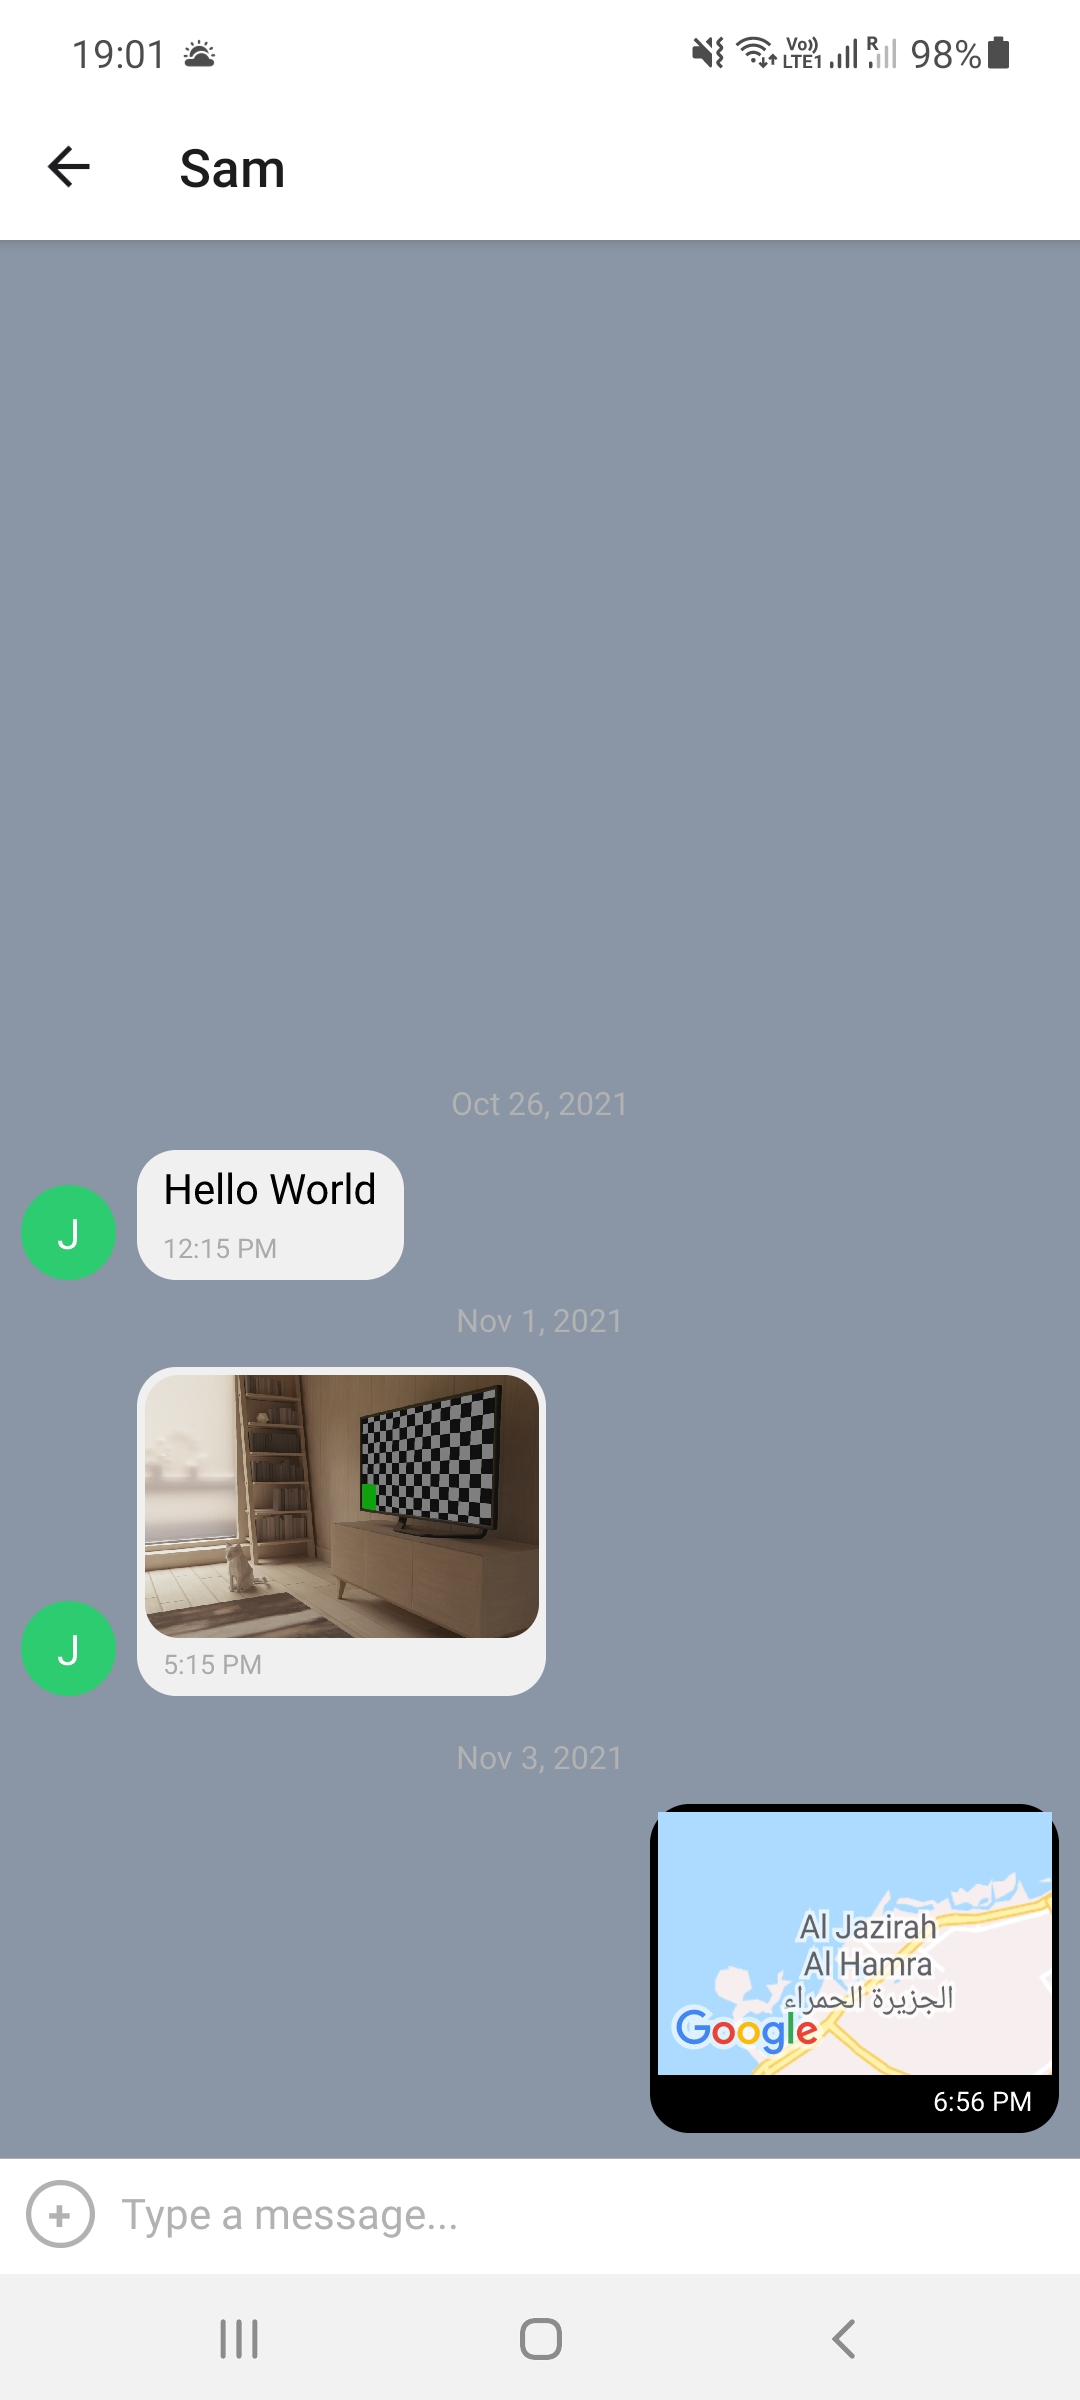 19:01
Vo)) LTE1 R 98%
Sam
Oct 26, 2021
Hello World
J
12:15 PM
Nov 1, 2021
J
5:15 PM
Nov 3, 2021
Al Jazirah
Al Hamra
الجزيرة الحمراء
Google
6:56 PM
Type a message...